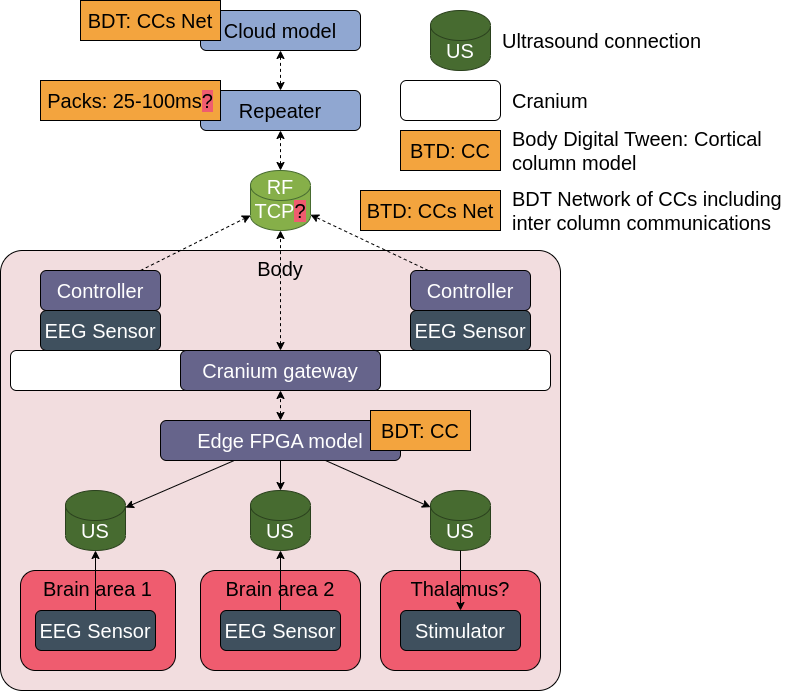 BDT: CCs Net
Cloud model
Packs: 25-100ms?
Repeater
RF
TCP?
US
Ultrasound connection
Cranium
BTD: CC
Body Digital Tween: Cortical
column model
BTD: CCs Net
BDT Network of CCs including
inter column communications
Body
Controller
EEG Sensor
Controller
EEG Sensor
Cranium gateway
Edge FPGA model
BDT: CC
US
US
US
Brain area 1
EEG Sensor
Brain area 2
EEG Sensor
Thalamus?
Stimulator